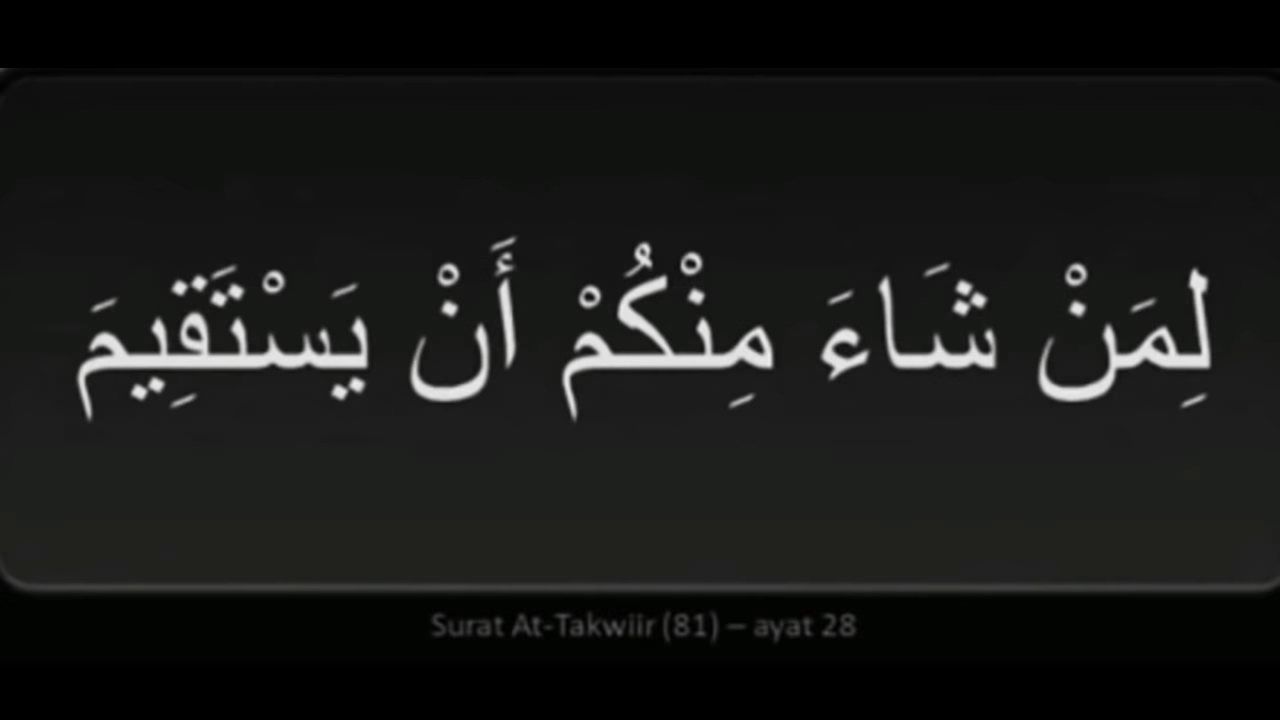 لِمَنْ شَاءَ مِنْكُمْ أَنْ يَسْتَقِيمَ
Surat At-Takwiir (81) – ayat 28